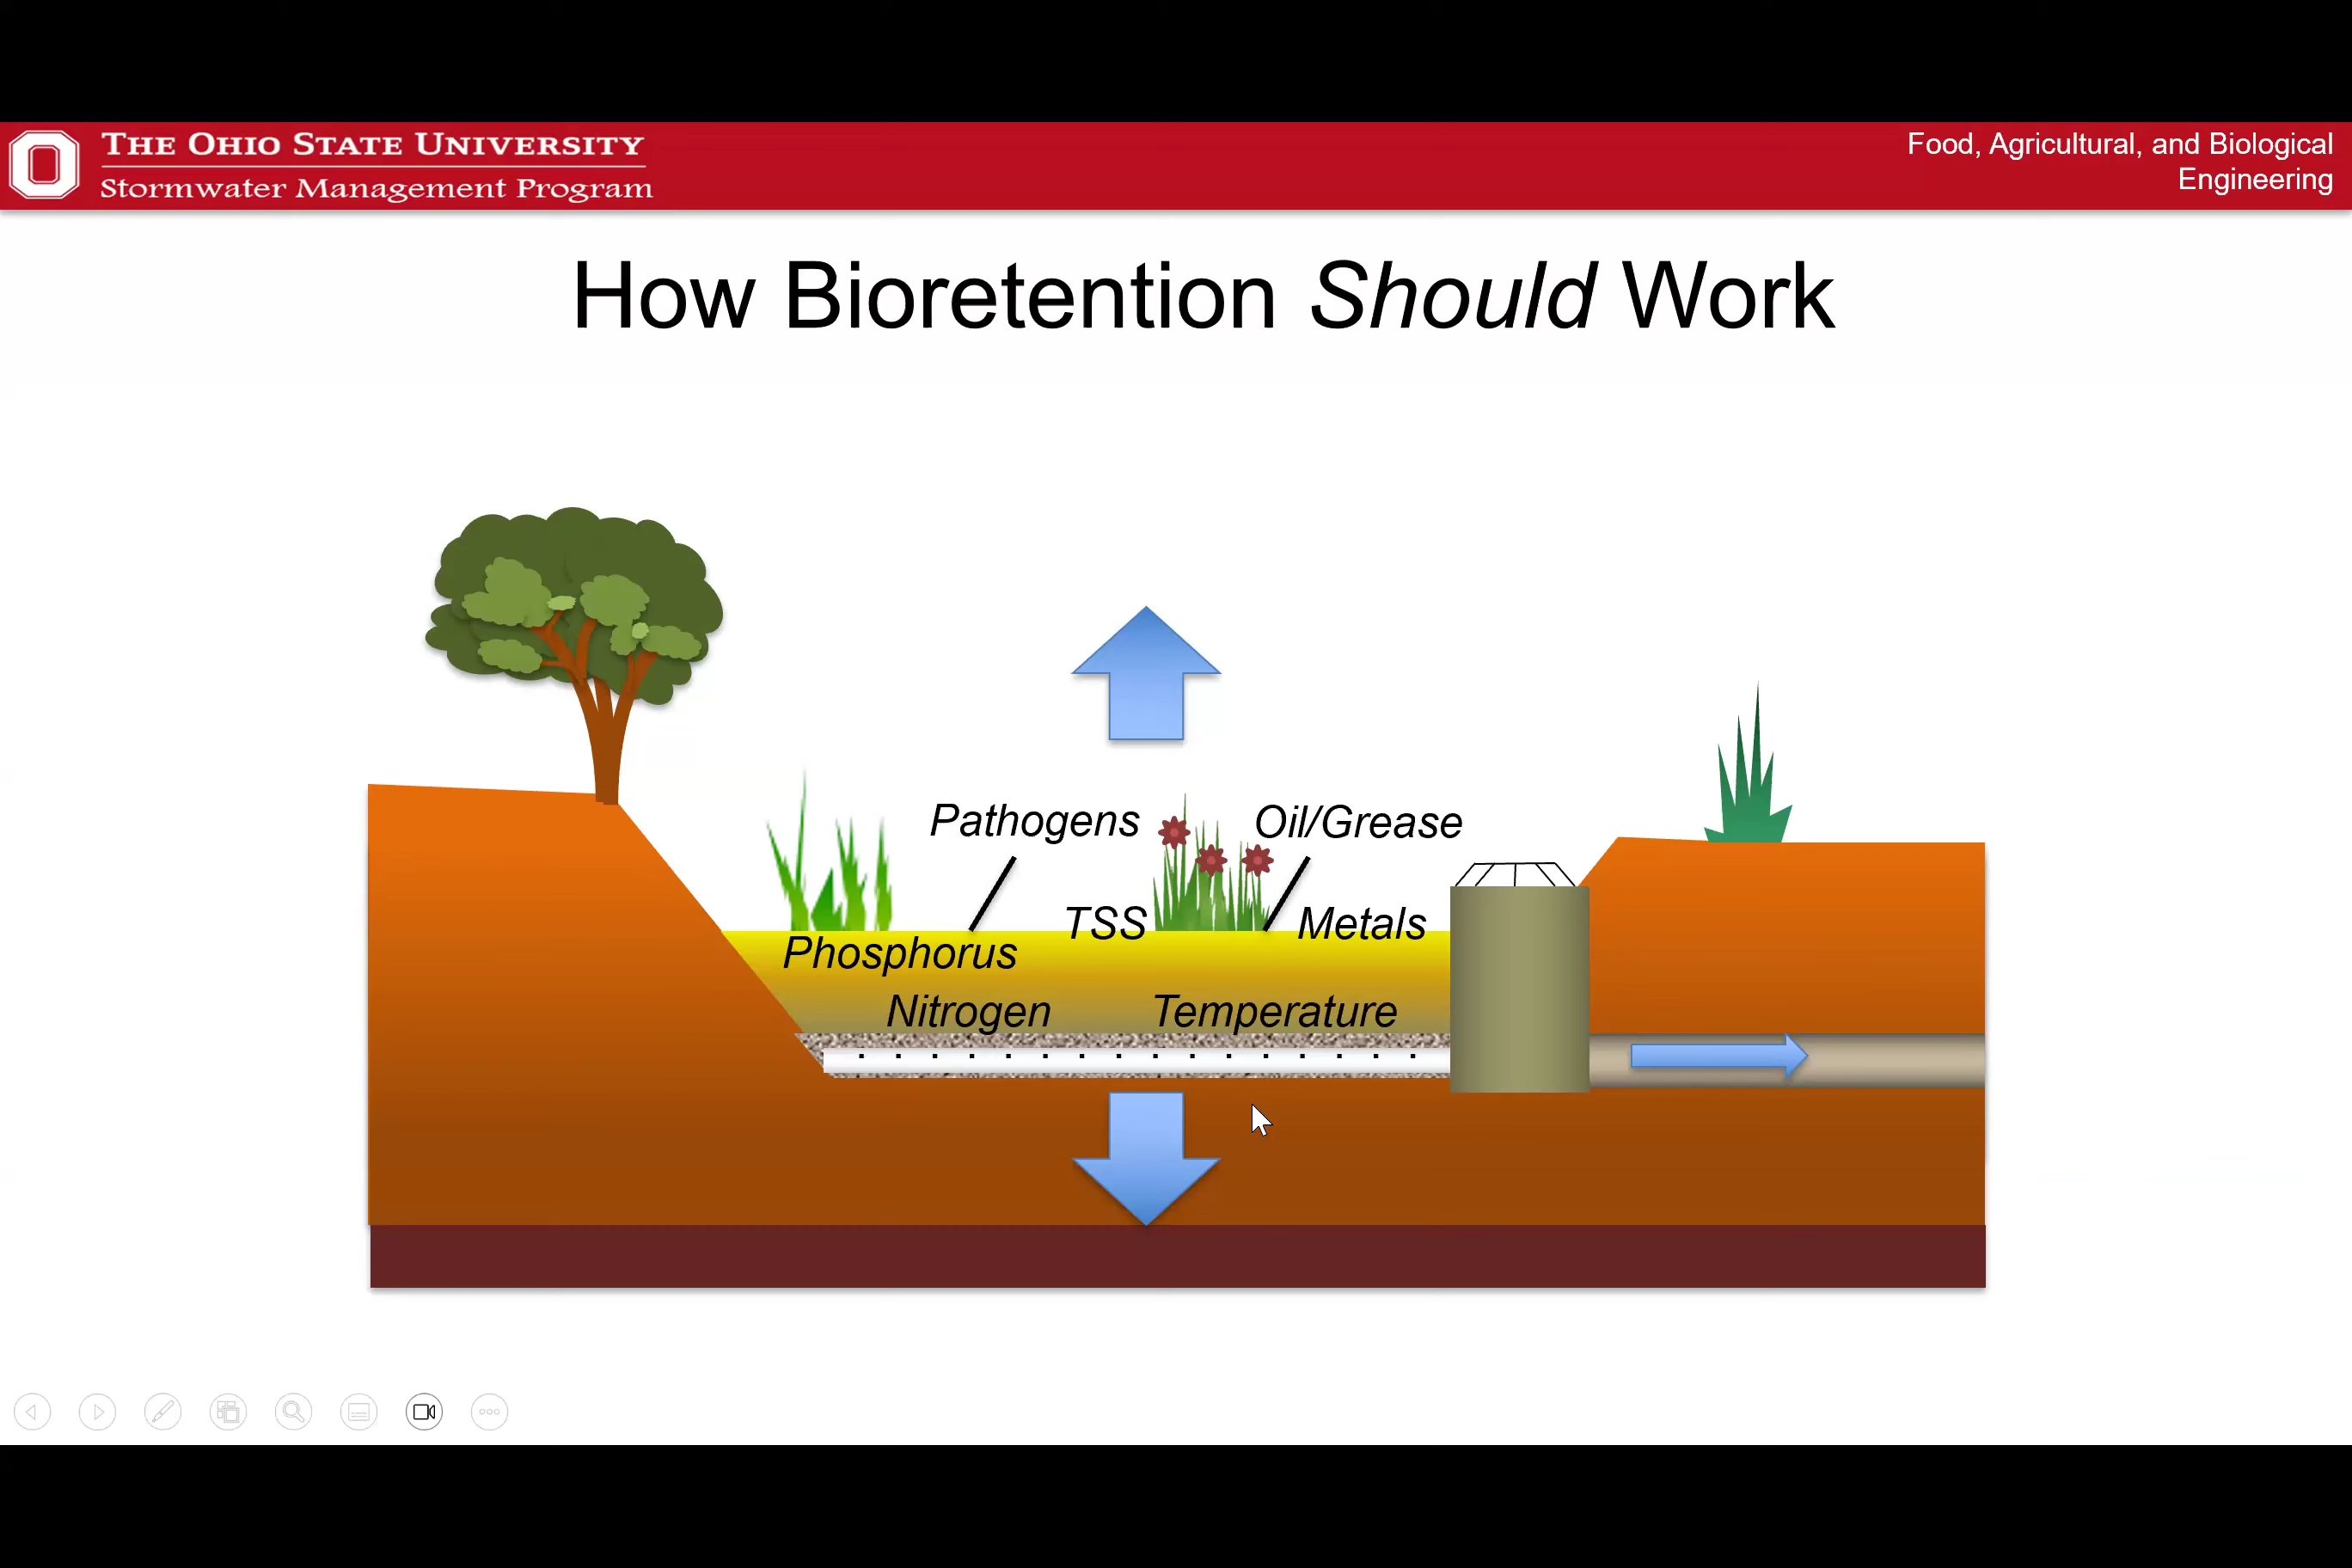 THE OHIO STATE UNIVERSITY
Stormwater Management Program
Food, Agricultural, and Biological
Engineering
How Bioretention Should Work
Pathogens
Oil/Grease
TSS
Metals
Phosphorus
Nitrogen
Temperature